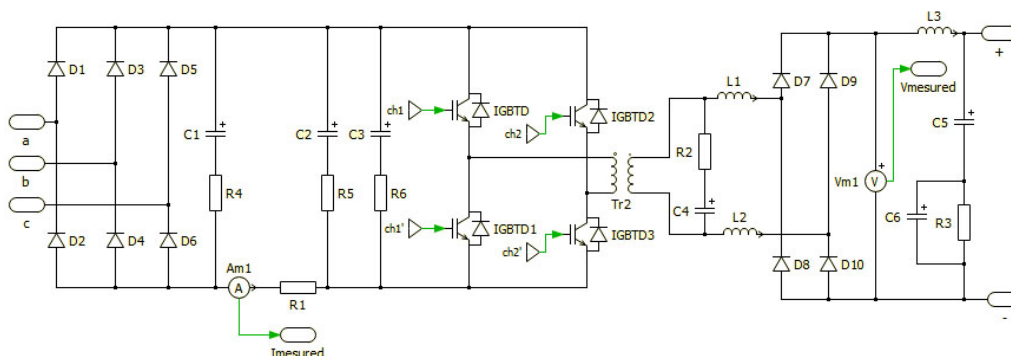 L3
+
D1
D3
D5
L1
D7
D9
Vmesured
ch1
IGBTD
IGBTD2
a
C1
C2
C3
ch2
C5
b
R2
R4
R5
R6
Vm1
V
c
Tr2
C4
C6
R3
D2
D4
D6
ch1'
IGBTD1
ch2'
IGBTD3
L2
D8
D10
Am1
A
R1
-
Imesured